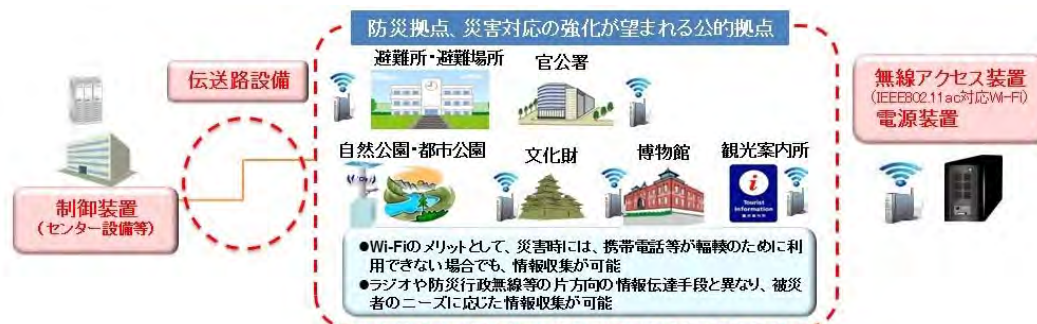 防災拠点、災害対応の強化が望まれる公的拠点
伝送路設備
避難所・避難場所
官公署
無線アクセス装置
(IEEE802.11ac対応Wi-Fi)
電源装置
自然公園・都市公園
文化財
博物館
観光案内所
制御装置
(センター設備等)
i
Tourist
Information
●Wi-Fiのメリットとして、災害時には、携帯電話等が輻輳のために利
用できない場合でも、情報収集が可能
●ラジオや防災行政無線等の片方向の情報伝達手段と異なり、被災
者のニーズに応じた情報収集が可能